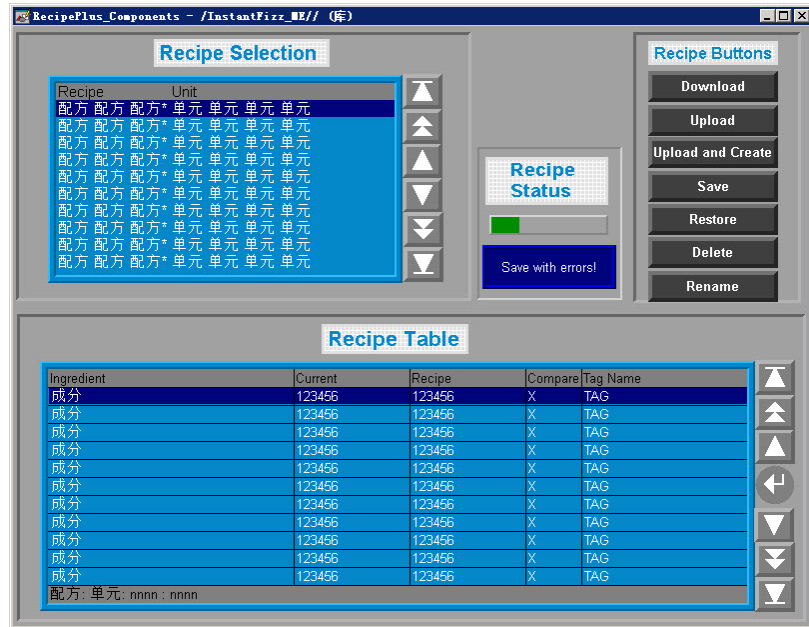 RecipePlus_Components - /InstantFizz_ME// (库)
Recipe Selection
Recipe Unit
配方 配方 配方* 单元 单元 单元 单元
配方 配方 配方* 单元 单元 单元 单元
配方 配方 配方* 单元 单元 单元 单元
配方 配方 配方* 单元 单元 单元 单元
配方 配方 配方* 单元 单元 单元 单元
配方 配方 配方* 单元 单元 单元 单元
配方 配方 配方* 单元 单元 单元 单元
配方 配方 配方* 单元 单元 单元 单元
配方 配方 配方* 单元 单元 单元 单元
配方 配方 配方* 单元 单元 单元 单元
Recipe
Status
Save with errors!
Recipe Buttons
Download
Upload
Upload and Create
Save
Restore
Delete
Rename
Recipe Table
Ingredient Current Recipe Compare Tag Name
成分 123456 123456 X TAG
成分 123456 123456 X TAG
成分 123456 123456 X TAG
成分 123456 123456 X TAG
成分 123456 123456 X TAG
成分 123456 123456 X TAG
成分 123456 123456 X TAG
成分 123456 123456 X TAG
成分 123456 123456 X TAG
成分 123456 123456 X TAG
成分 123456 123456 X TAG
配方: 单元: nnnn : nnnn